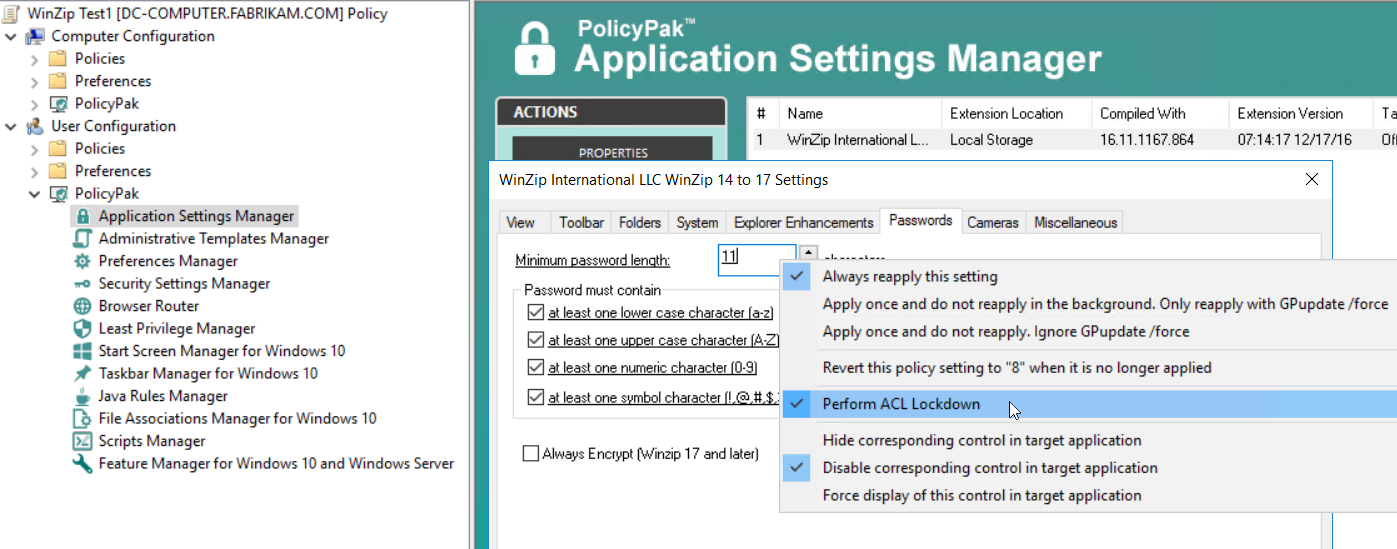 WinZip Test1 [DC-COMPUTER.FABRIKAM.COM] Policy
Computer Configuration
Policies
Preferences
PolicyPak
User Configuration
Policies
Preferences
PolicyPak
Application Settings Manager
Administrative Templates Manager
Preferences Manager
Security Settings Manager
Browser Router
Least Privilege Manager
Start Screen Manager for Windows 10
Taskbar Manager for Windows 10
Java Rules Manager
File Associations Manager for Windows 10
Scripts Manager
Feature Manager for Windows 10 and Windows Server
PolicyPak™
Application Settings Manager
ACTIONS
PROPERTIES
# Name Extension Location Compiled With Extension Version
1 WinZip International L... Local Storage 16.11.1167.864 07:14:17 12/17/16
WinZip International LLC WinZip 14 to 17 Settings
View Toolbar Folders System Explorer Enhancements Passwords Cameras Miscellaneous
Minimum password length: 11
Password must contain
at least one lower case character (a-z)
at least one upper case character (A-Z)
at least one numeric character (0-9)
at least one symbol character (!,@,#,$,
Always Encrypt (Winzip 17 and later)
Always reapply this setting
Apply once and do not reapply in the background. Only reapply with GPupdate /force
Apply once and do not reapply. Ignore GPupdate /force
Revert this policy setting to "8" when it is no longer applied
Perform ACL Lockdown
Hide corresponding control in target application
Disable corresponding control in target application
Force display of this control in target application